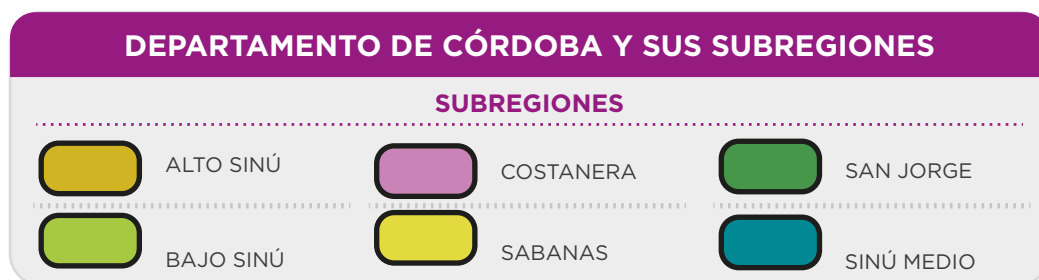 DEPARTAMENTO DE CÓRDOBA Y SUS SUBREGIONES
SUBREGIONES
ALTO SINÚ
COSTANERA
SAN JORGE
BAJO SINÚ
SABANAS
SINÚ MEDIO